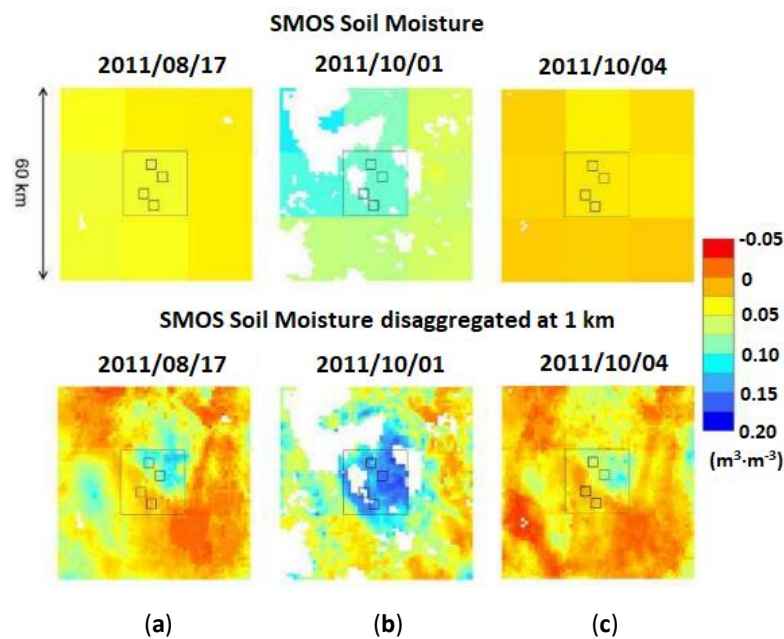 SMOS Soil Moisture
2011/08/17 2011/10/01 2011/10/04
60 km
-0.05
0
0.05
0.10
0.15
0.20
(m³·m⁻³)
SMOS Soil Moisture disaggregated at 1 km
2011/08/17 2011/10/01 2011/10/04
(a) (b) (c)